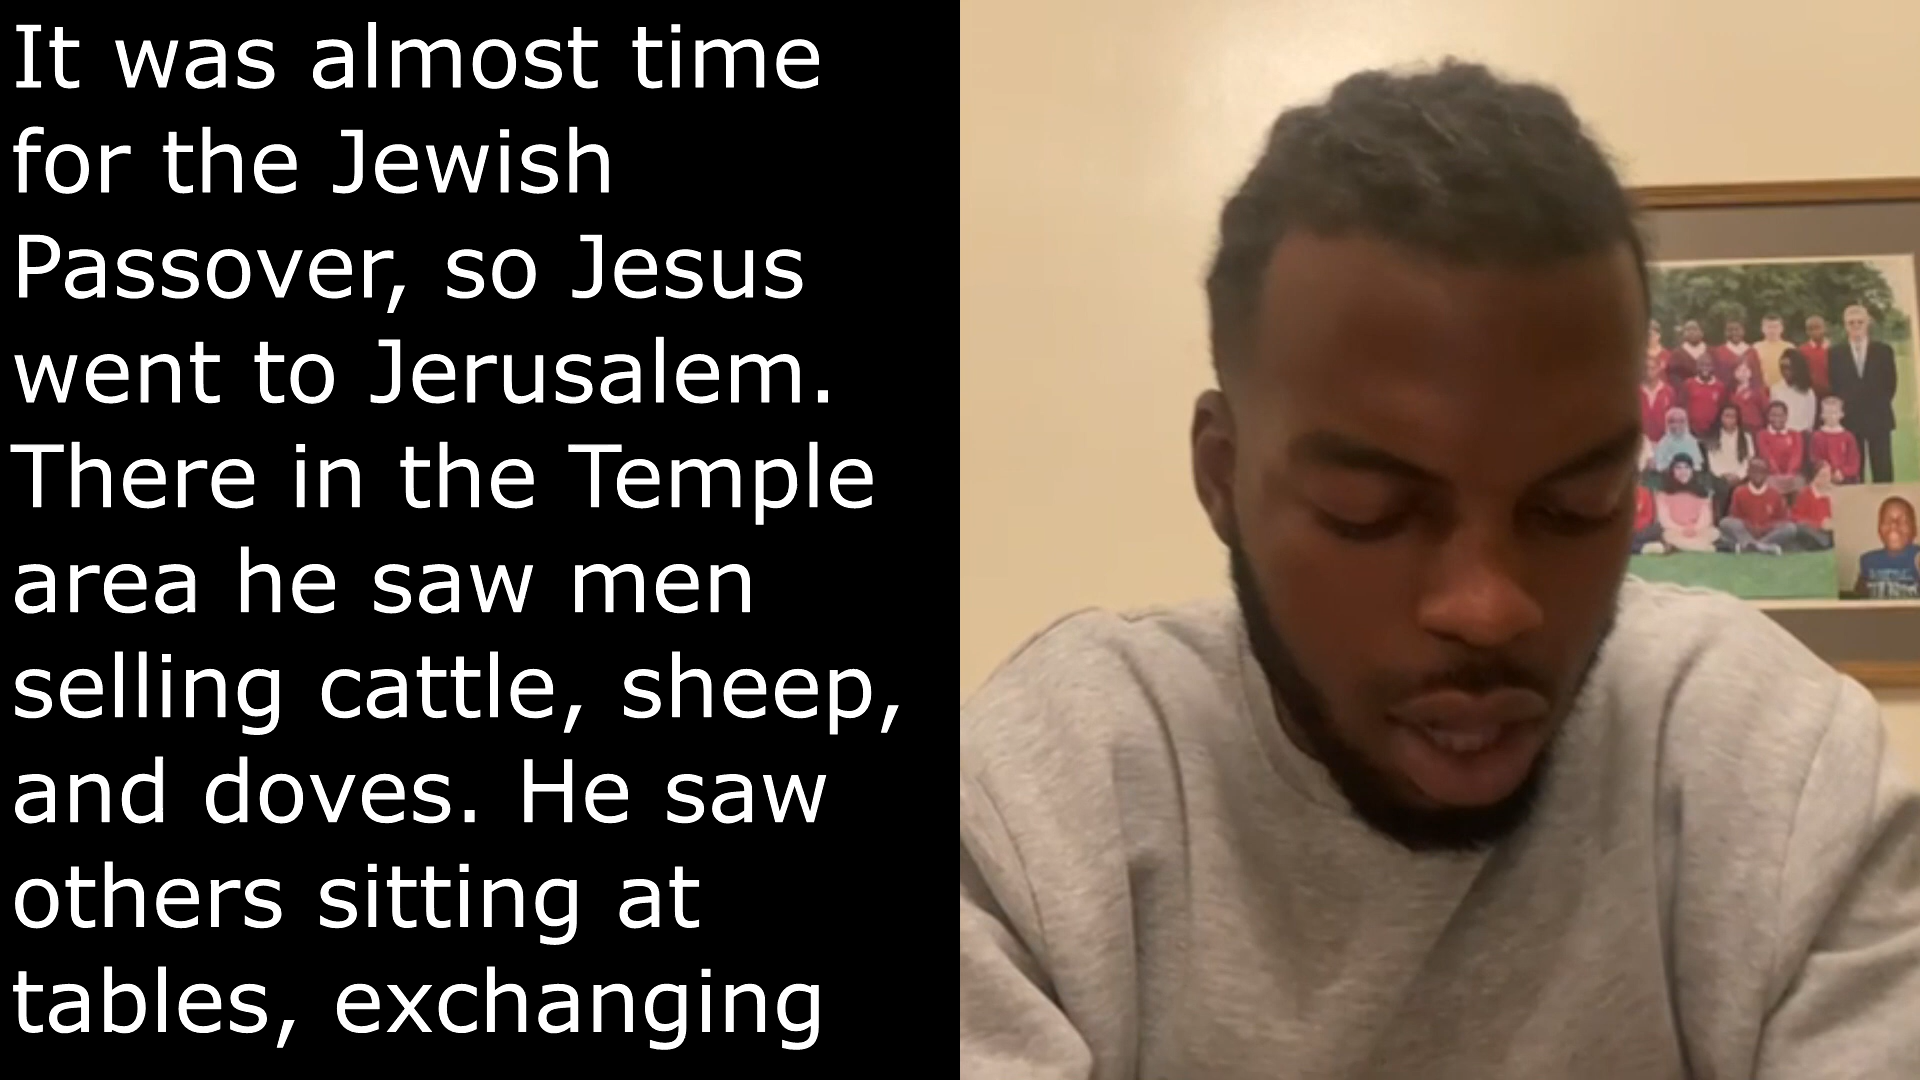 It was almost time
for the Jewish
Passover, so Jesus
went to Jerusalem.
There in the Temple
area he saw men
selling cattle, sheep,
and doves. He saw
others sitting at
tables, exchanging